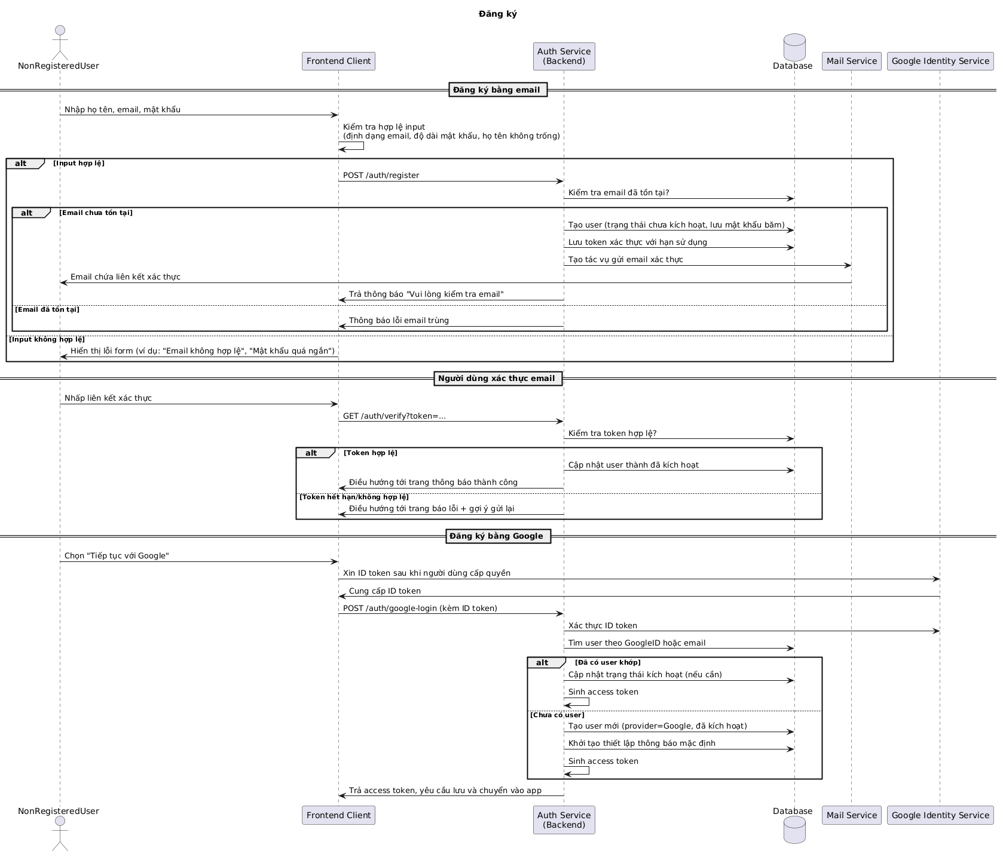 Đăng ký
NonRegisteredUser
Frontend Client
Auth Service
(Backend)
Database
Mail Service
Google Identity Service
Đăng ký bằng email
Nhập họ tên, email, mật khẩu
Kiểm tra hợp lệ input
(định dạng email, độ dài mật khẩu, họ tên không trống)
alt
[Input hợp lệ]
POST /auth/register
Kiểm tra email đã tồn tại?
alt
[Email chưa tồn tại]
Tạo user (trạng thái chưa kích hoạt, lưu mật khẩu băm)
Lưu token xác thực với hạn sử dụng
Tạo tác vụ gửi email xác thực
Email chứa liên kết xác thực
Trả thông báo "Vui lòng kiểm tra email"
[Email đã tồn tại]
Thông báo lỗi email trùng
[Input không hợp lệ]
Hiển thị lỗi form (ví dụ: "Email không hợp lệ", "Mật khẩu quá ngắn")
Người dùng xác thực email
Nhấp liên kết xác thực
GET /auth/verify?token=...
Kiểm tra token hợp lệ?
alt
[Token hợp lệ]
Cập nhật user thành đã kích hoạt
Điều hướng tới trang thông báo thành công
[Token hết hạn/không hợp lệ]
Điều hướng tới trang báo lỗi + gợi ý gửi lại
Đăng ký bằng Google
Chọn "Tiếp tục với Google"
Xin ID token sau khi người dùng cấp quyền
Cung cấp ID token
POST /auth/google-login (kèm ID token)
Xác thực ID token
Tìm user theo GoogleID hoặc email
alt
[Đã có user khớp]
Cập nhật trạng thái kích hoạt (nếu cần)
Sinh access token
[Chưa có user]
Tạo user mới (provider=Google, đã kích hoạt)
Khởi tạo thiết lập thông báo mặc định
Sinh access token
Trả access token, yêu cầu lưu và chuyển vào app
NonRegisteredUser
Frontend Client
Auth Service
(Backend)
Database
Mail Service
Google Identity Service